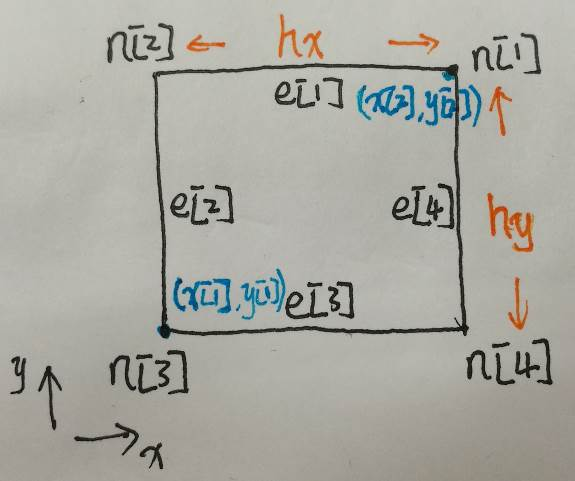 n[2] ← hx → n[1]
e[1] (x[2], y[2])
e[2] e[4] hy
(x[1], y[1]) e[3]
n[3] n[4]
y
x